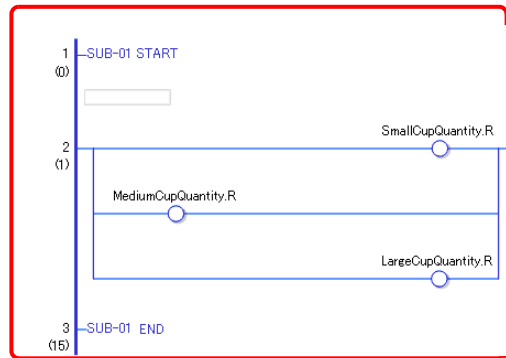 1 SUB-01 START
(0)
SmallCupQuantity.R
2
(1)
MediumCupQuantity.R
LargeCupQuantity.R
3 SUB-01 END
(15)